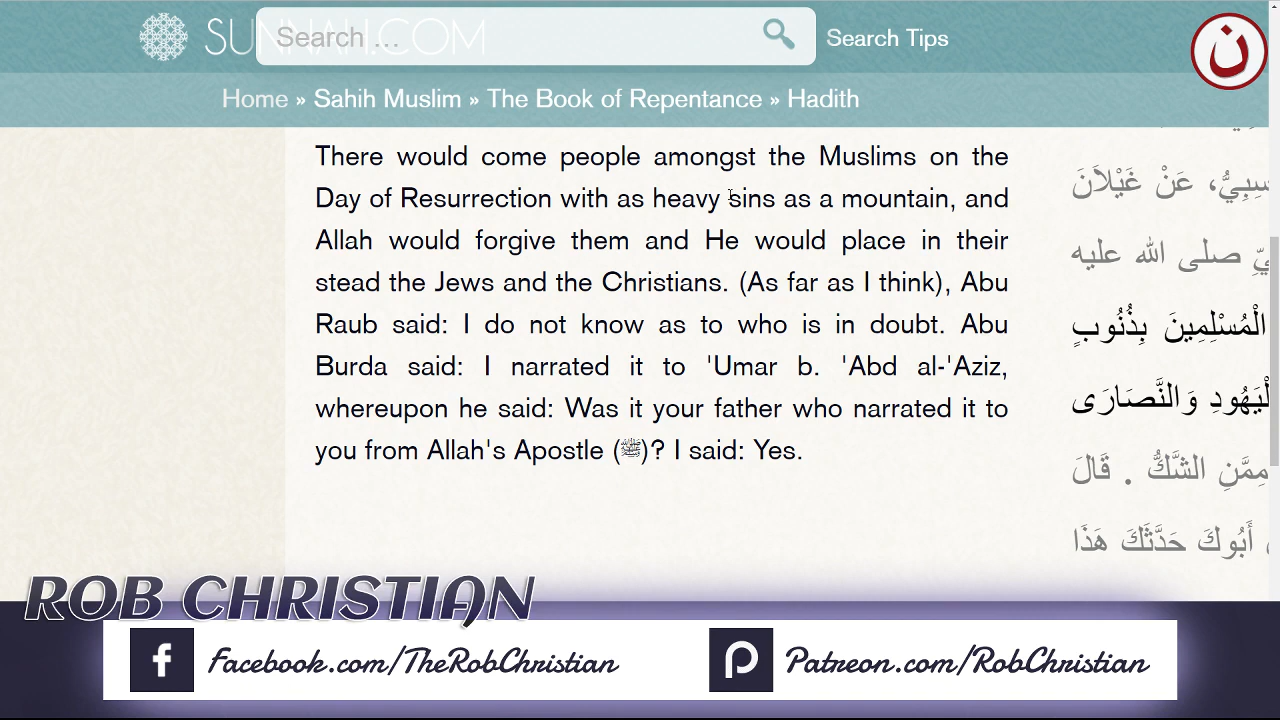 SUNNAH.COM
Search ...
Search Tips
ن
Home » Sahih Muslim » The Book of Repentance » Hadith
There would come people amongst the Muslims on the
Day of Resurrection with as heavy sins as a mountain, and
Allah would forgive them and He would place in their
stead the Jews and the Christians. (As far as I think), Abu
Raub said: I do not know as to who is in doubt. Abu
Burda said: I narrated it to 'Umar b. 'Abd al-'Aziz,
whereupon he said: Was it your father who narrated it to
you from Allah's Apostle (ﷺ)? I said: Yes.
عَنْ غَيْلاَنَ
صلى الله عليه
الْمُسْلِمِينَ بِذُنُوبٍ
وَالنَّصَارَى
مِمَّنِ الشَّكُّ . قَالَ
أَبُوكَ حَدَّثَكَ هَذَا
ROB CHRISTIAN
Facebook.com/TheRobChristian
Patreon.com/RobChristian